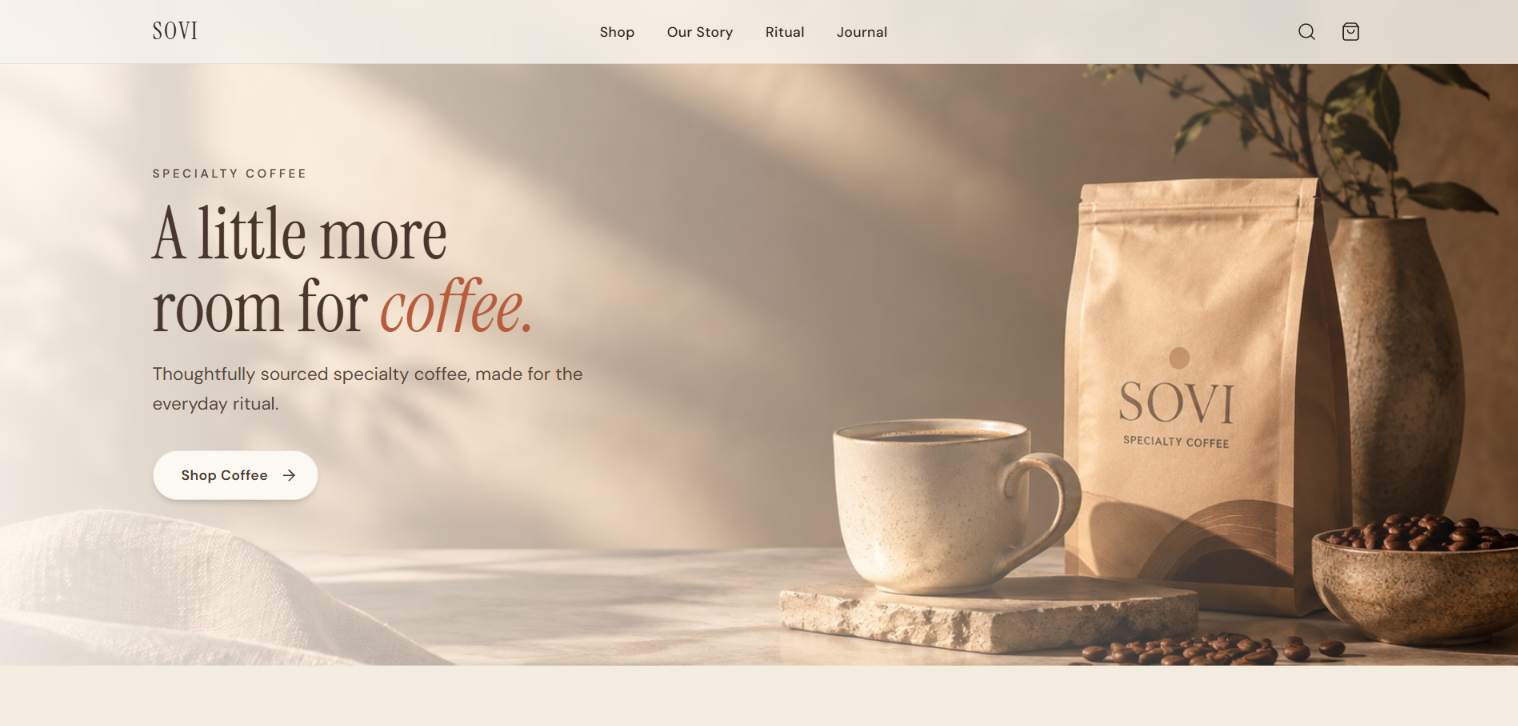 SOVI
Shop
Our Story
Ritual
Journal
SPECIALTY COFFEE
A little more
room for coffee.
Thoughtfully sourced specialty coffee, made for the
everyday ritual.
Shop Coffee
SOVI
SPECIALTY COFFEE